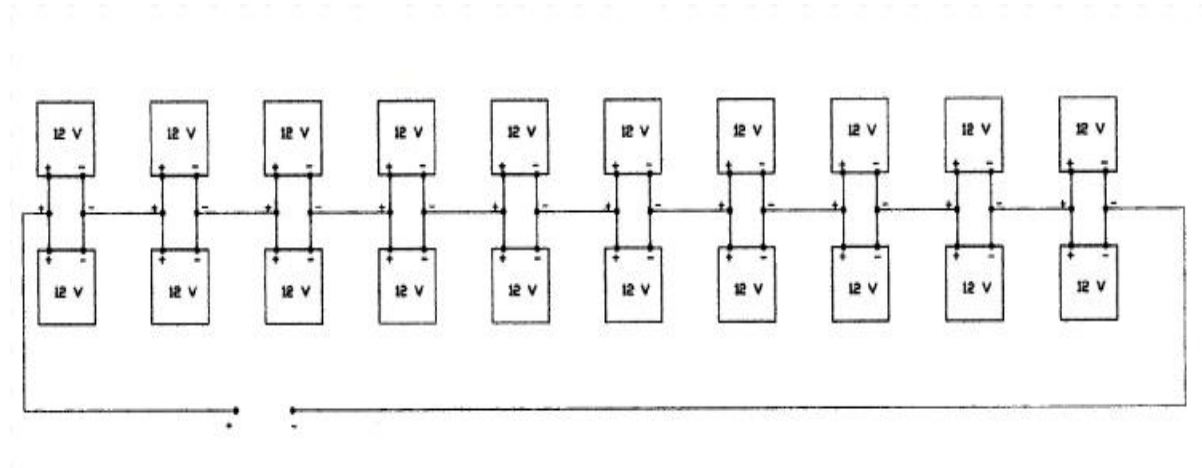 12 V 12 V 12 V 12 V 12 V 12 V 12 V 12 V 12 V 12 V
+ - + - + - + - + - + - + - + - + - + -
+ - + - + - + - + - + - + - + - + - + -
+ - + - + - + - + - + - + - + - + - + -
12 V 12 V 12 V 12 V 12 V 12 V 12 V 12 V 12 V 12 V
+ -